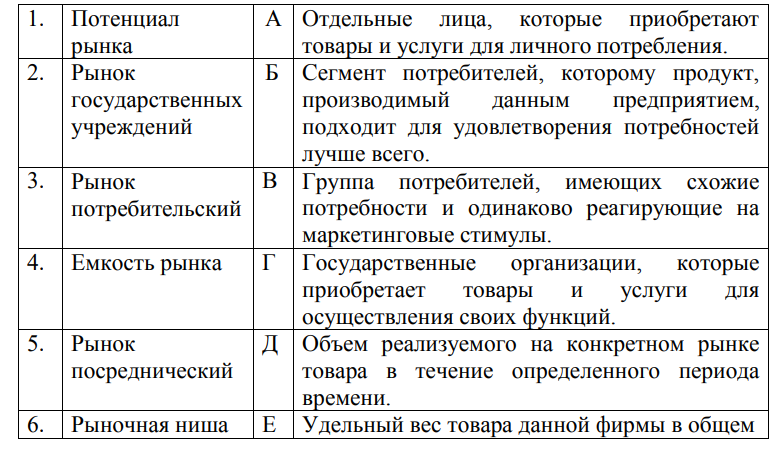 1. Потенциал А Отдельные лица, которые приобретают
рынка товары и услуги для личного потребления.
2. Рынок Б Сегмент потребителей, которому продукт,
государственных производимый данным предприятием,
учреждений подходит для удовлетворения потребностей
лучше всего.
3. Рынок В Группа потребителей, имеющих схожие
потребительский потребности и одинаково реагирующие на
маркетинговые стимулы.
4. Емкость рынка Г Государственные организации, которые
приобретает товары и услуги для
осуществления своих функций.
5. Рынок Д Объем реализуемого на конкретном рынке
посреднический товара в течение определенного периода
времени.
6. Рыночная ниша Е Удельный вес товара данной фирмы в общем